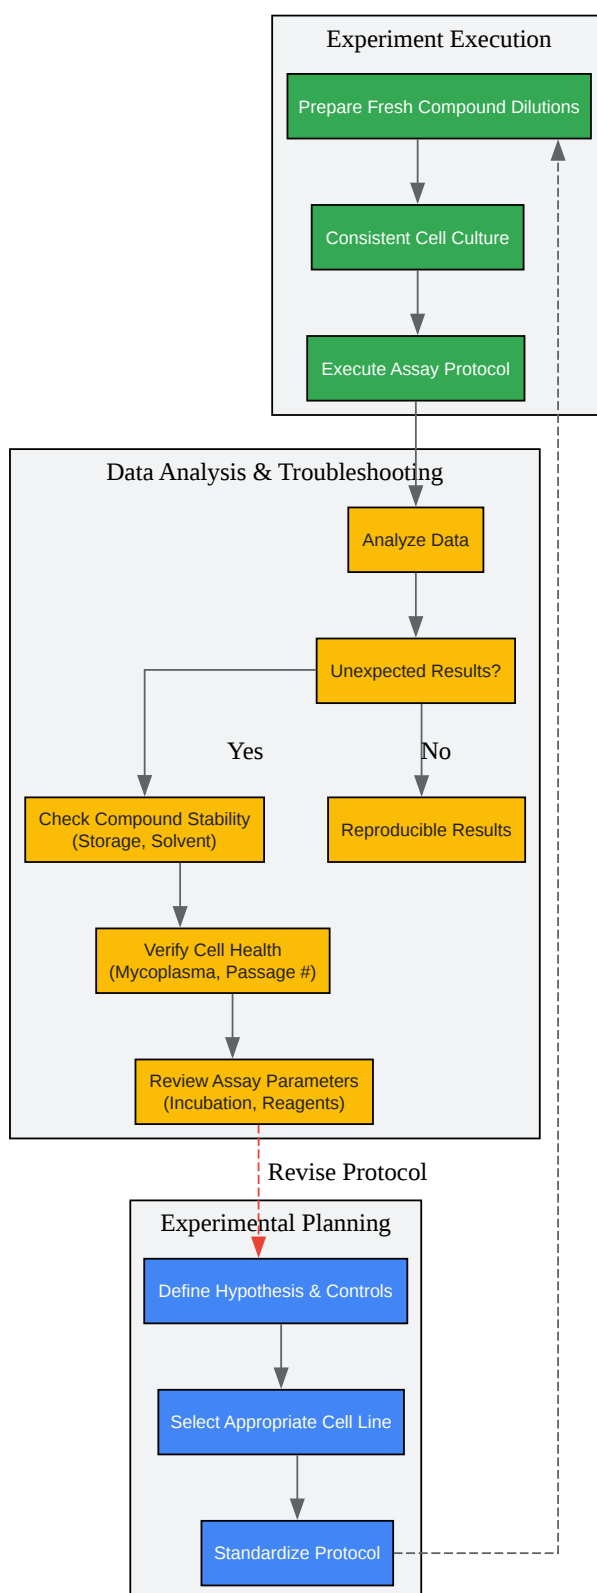 Experiment Execution
Prepare Fresh Compound Dilutions
Consistent Cell Culture
Execute Assay Protocol
Data Analysis & Troubleshooting
Analyze Data
Unexpected Results?
Yes
No
Check Compound Stability
(Storage, Solvent)
Reproducible Results
Verify Cell Health
(Mycoplasma, Passage #)
Review Assay Parameters
(Incubation, Reagents)
Revise Protocol
Experimental Planning
Define Hypothesis & Controls
Select Appropriate Cell Line
Standardize Protocol